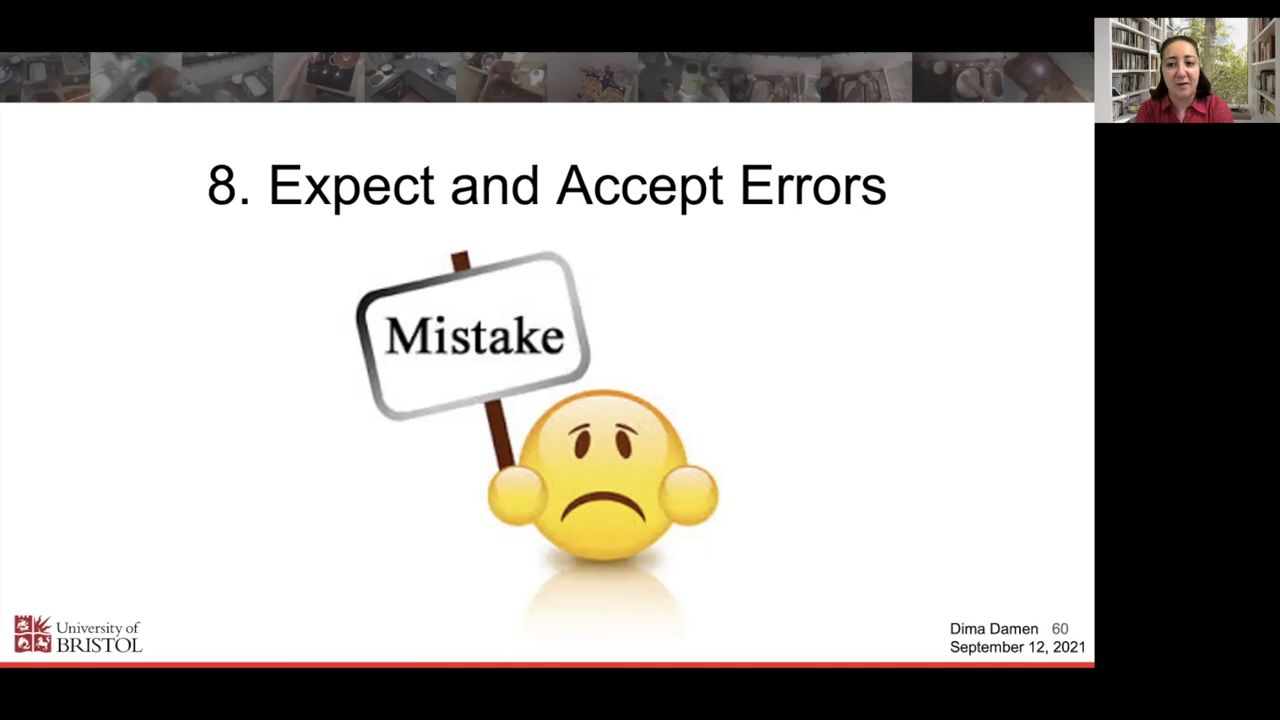 8. Expect and Accept Errors
Mistake
University of
BRISTOL
Dima Damen 60
September 12, 2021